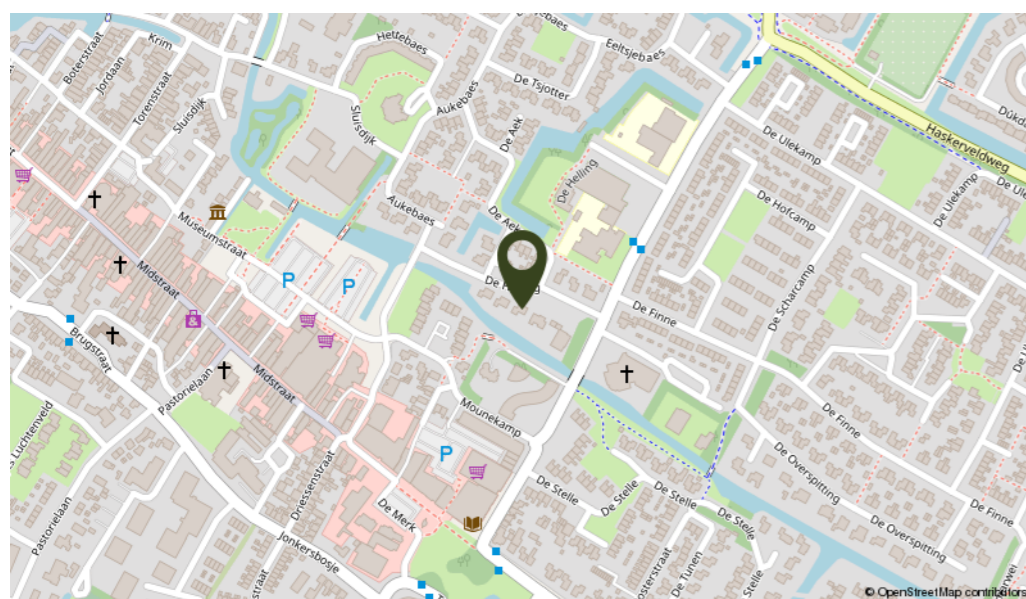 Krim
Hettebaes
Eeltsjebaes
Boterstraat
Jordaan
Torenstraat
Sluisdijk
Sluisdijk
Aukebaes
De Tsjotter
De Aek
De Ulekamp
Haskerveldweg
De Helling
De Hofcamp
De Ulekamp
Aukebaes
De Aek
Museumstraat
Midstraat
P
P
De Finne
De Scharcamp
&
Brugstraat
Midstraat
Pastorielaan
Mounekamp
De Finne
P
De Overspitting
Driessenstraat
De Stelle
De Stelle
De Stelle
De Stelle
De Merk
De Finne
Pastorielaan
De Overspitting
Jonkersbosje
De Tunen
Stelle
© OpenStreetMap contributors